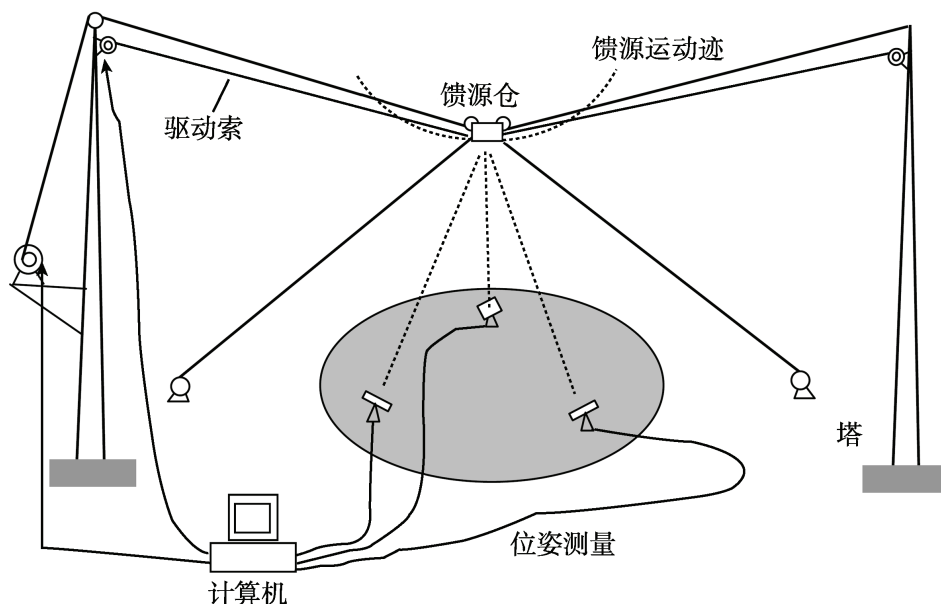 馈源运动迹
馈源仓
驱动索
塔
位姿测量
计算机